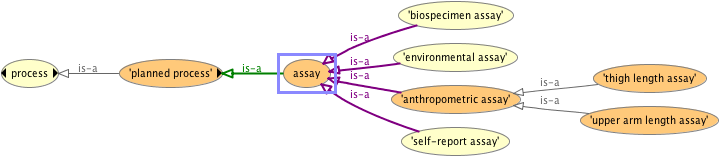 process
is-a
'planned process'
is-a
assay
is-a
'biospecimen assay'
is-a
'environmental assay'
is-a
'anthropometric assay'
is-a
'self-report assay'
is-a
'thigh length assay'
is-a
'upper arm length assay'